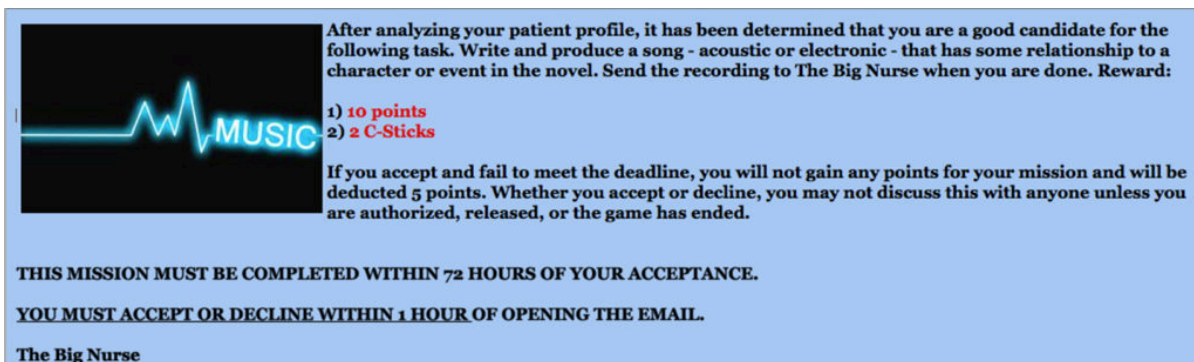 After analyzing your patient profile, it has been determined that you are a good candidate for the
following task. Write and produce a song - acoustic or electronic - that has some relationship to a
character or event in the novel. Send the recording to The Big Nurse when you are done. Reward:
MUSIC
1) 10 points
2) 2 C-Sticks
If you accept and fail to meet the deadline, you will not gain any points for your mission and will be
deducted 5 points. Whether you accept or decline, you may not discuss this with anyone unless you
are authorized, released, or the game has ended.
THIS MISSION MUST BE COMPLETED WITHIN 72 HOURS OF YOUR ACCEPTANCE.
YOU MUST ACCEPT OR DECLINE WITHIN 1 HOUR OF OPENING THE EMAIL.
The Big Nurse